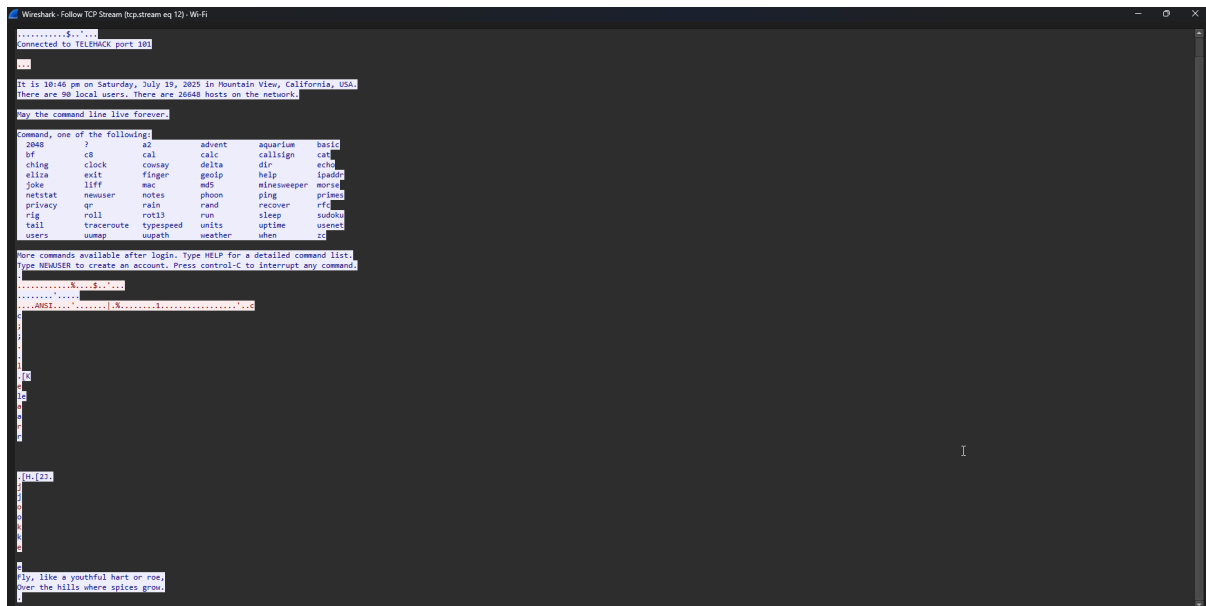 Wireshark · Follow TCP Stream (tcp.stream eq 12) · Wi-Fi
...........$..'...
Connected to TELEHACK port 101
...
It is 10:46 pm on Saturday, July 19, 2025 in Mountain View, California, USA.
There are 90 local users. There are 26648 hosts on the network.
May the command line live forever.
Command, one of the following:
2048 ? a2 advent aquarium basic
bf c8 cal calc callsign cat
ching clock cowsay delta dir echo
eliza exit finger geoip help ipaddr
joke liff mac md5 minesweeper morse
netstat newuser notes phoon ping primes
privacy qr rain rand recover rfc
rig roll rot13 run sleep sudoku
tail traceroute typespeed units uptime usenet
users uumap uupath weather when zc
More commands available after login. Type HELP for a detailed command list.
Type NEWUSER to create an account. Press control-C to interrupt any command.
.
............%....$..'...
........'.....
....ANSI....'.......|.%........1.................'..c
c
;
;
.
.
l
.[K
e
le
a
a
r
r
.[H.[2J.
j
j
o
o
k
k
e
e
Fly, like a youthful hart or roe,
Over the hills where spices grow.
.